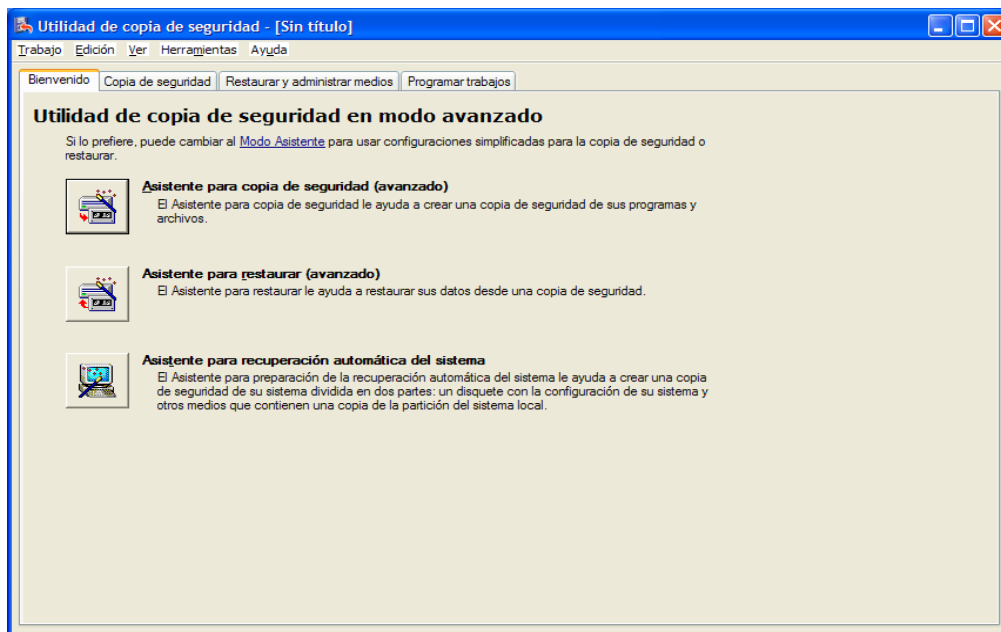 Utilidad de copia de seguridad - [Sin título]
Trabajo Edición Ver Herramientas Ayuda
Bienvenido Copia de seguridad Restaurar y administrar medios Programar trabajos
Utilidad de copia de seguridad en modo avanzado
Si lo prefiere, puede cambiar al Modo Asistente para usar configuraciones simplificadas para la copia de seguridad o
restaurar.
Asistente para copia de seguridad (avanzado)
El Asistente para copia de seguridad le ayuda a crear una copia de seguridad de sus programas y
archivos.
Asistente para restaurar (avanzado)
El Asistente para restaurar le ayuda a restaurar sus datos desde una copia de seguridad.
Asistente para recuperación automática del sistema
El Asistente para preparación de la recuperación automática del sistema le ayuda a crear una copia
de seguridad de su sistema dividida en dos partes: un disquete con la configuración de su sistema y
otros medios que contienen una copia de la partición del sistema local.